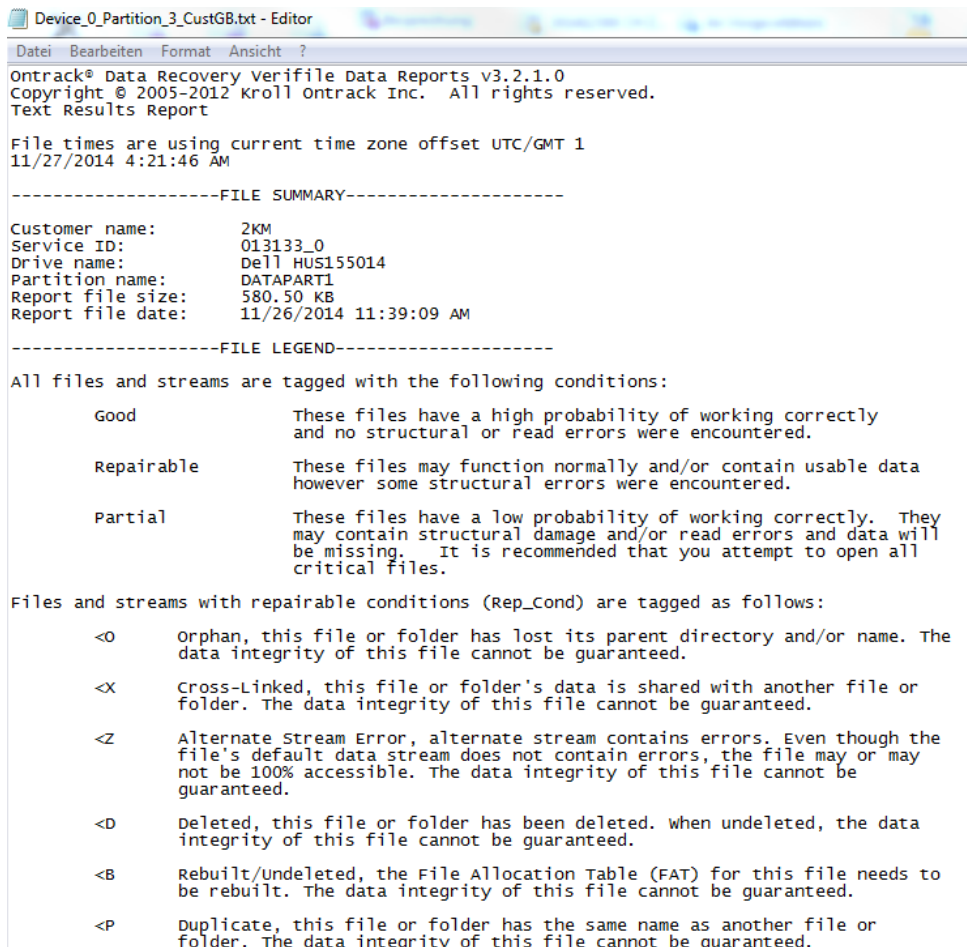 Device_0_Partition_3_CustGB.txt - Editor
Datei Bearbeiten Format Ansicht ?
Ontrack® Data Recovery Verifile Data Reports v3.2.1.0
Copyright © 2005-2012 Kroll Ontrack Inc. All rights reserved.
Text Results Report
File times are using current time zone offset UTC/GMT 1
11/27/2014 4:21:46 AM
-------------------FILE SUMMARY--------------------
Customer name: 2KM
Service ID: 013133_0
Drive name: Dell HUS155014
Partition name: DATAPART1
Report file size: 580.50 KB
Report file date: 11/26/2014 11:39:09 AM
-------------------FILE LEGEND--------------------
All files and streams are tagged with the following conditions:
Good These files have a high probability of working correctly
and no structural or read errors were encountered.
Repairable These files may function normally and/or contain usable data
however some structural errors were encountered.
Partial These files have a low probability of working correctly. They
may contain structural damage and/or read errors and data will
be missing. It is recommended that you attempt to open all
critical files.
Files and streams with repairable conditions (Rep_Cond) are tagged as follows:
<O Orphan, this file or folder has lost its parent directory and/or name. The
data integrity of this file cannot be guaranteed.
<X Cross-Linked, this file or folder's data is shared with another file or
folder. The data integrity of this file cannot be guaranteed.
<Z Alternate Stream Error, alternate stream contains errors. Even though the
file's default data stream does not contain errors, the file may or may
not be 100% accessible. The data integrity of this file cannot be
guaranteed.
<D Deleted, this file or folder has been deleted. When undeleted, the data
integrity of this file cannot be guaranteed.
<B Rebuilt/Undeleted, the File Allocation Table (FAT) for this file needs to
be rebuilt. The data integrity of this file cannot be guaranteed.
<P Duplicate, this file or folder has the same name as another file or
folder. The data integrity of this file cannot be guaranteed.